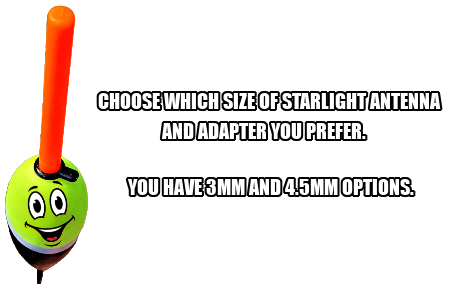 CHOOSE WHICH SIZE OF STARLIGHT ANTENNA
AND ADAPTER YOU PREFER.
YOU HAVE 3MM AND 4.5MM OPTIONS.